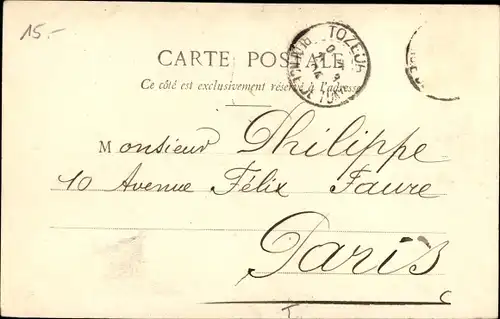 15.-
CARTE POSTALE
Ce côté est exclusivement réservé à l'adresse
TOZEUR
Monsieur Philippe
10 Avenue Félix Faure
Paris
T